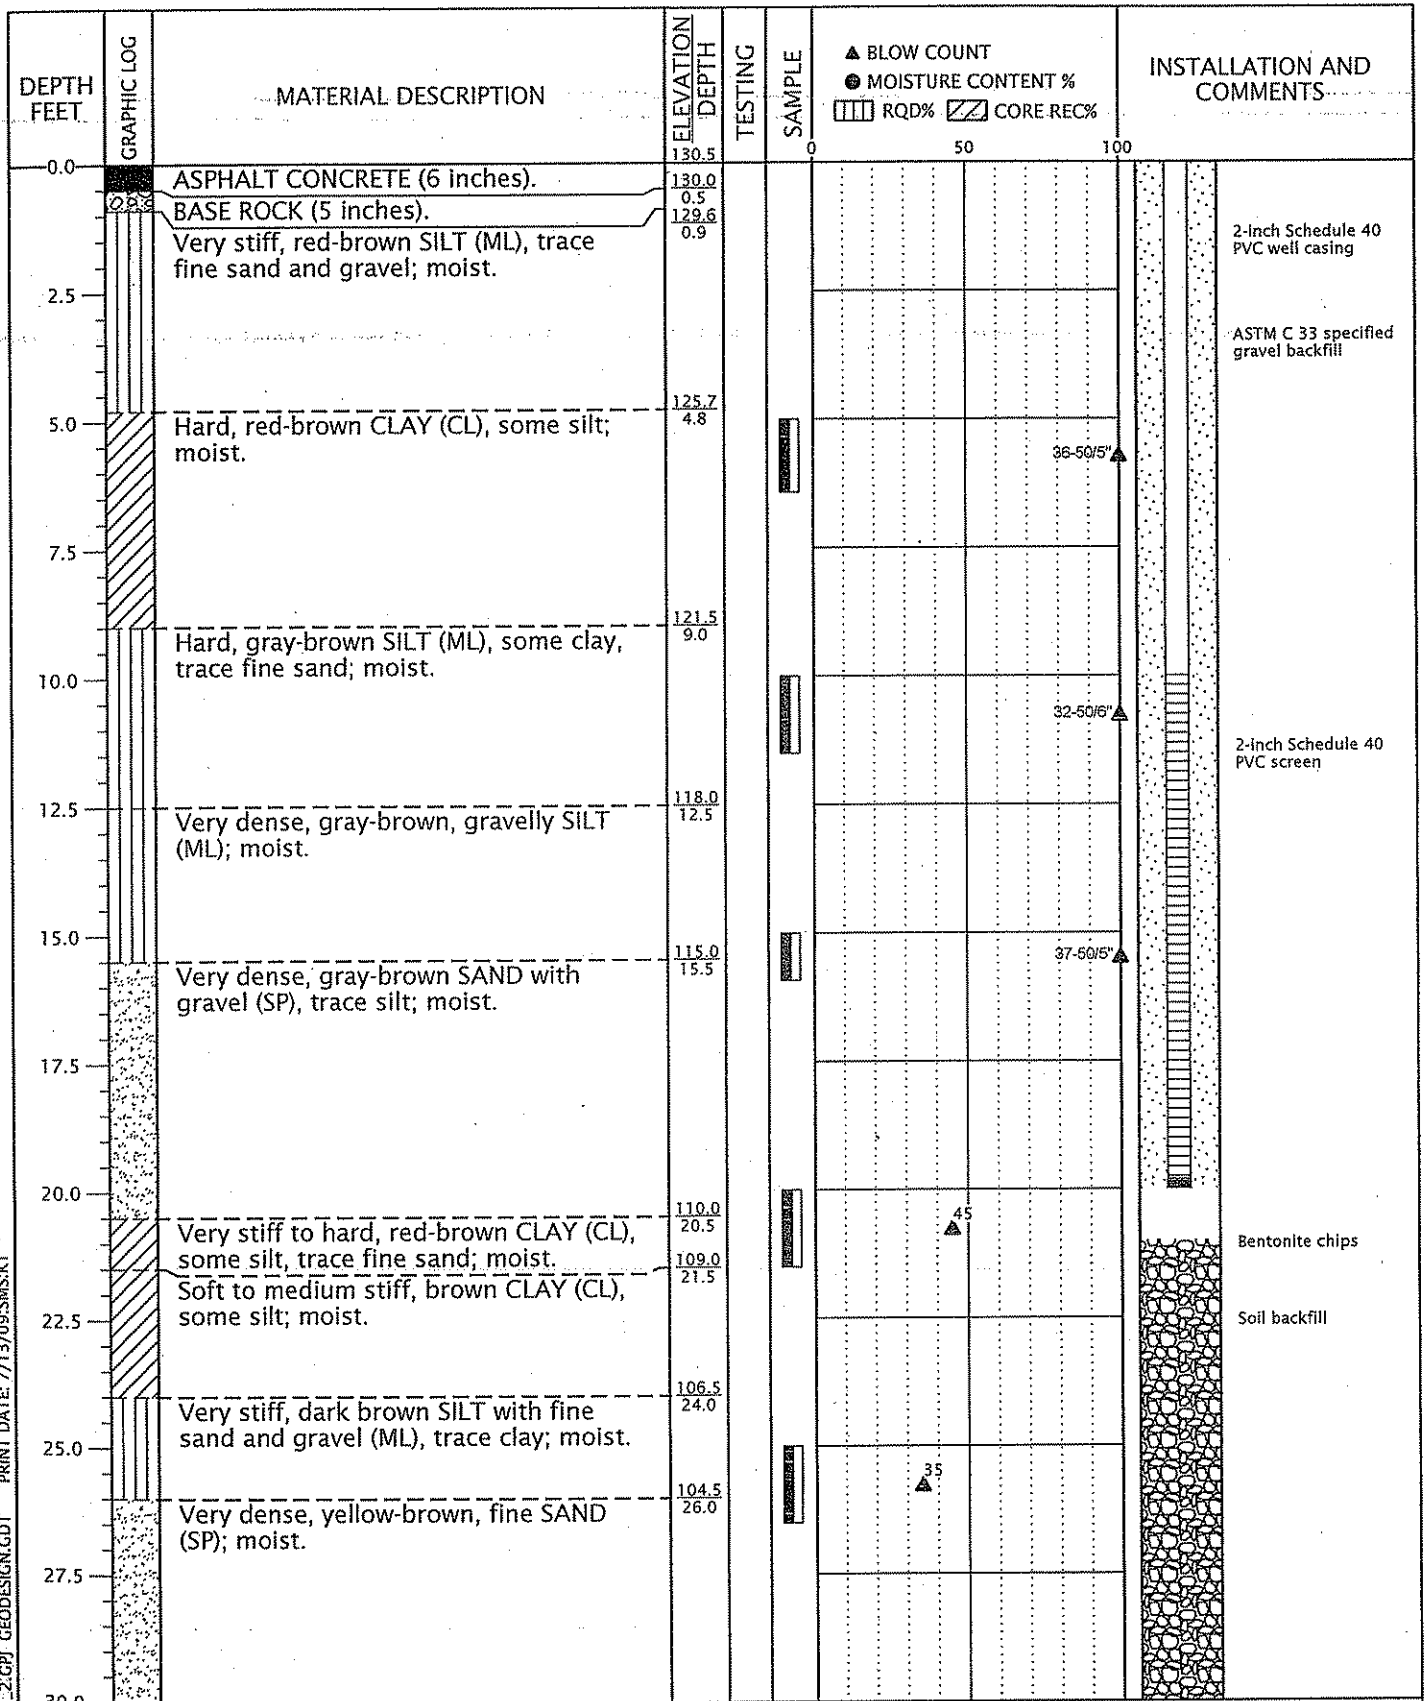 DEPTH
FEET
GRAPHIC LOG
MATERIAL DESCRIPTION
ELEVATION
DEPTH
TESTING
SAMPLE
▲ BLOW COUNT
● MOISTURE CONTENT %
RQD% CORE REC%
INSTALLATION AND
COMMENTS
0 50 100
130.5
0.0
ASPHALT CONCRETE (6 inches).
130.0
0.5
BASE ROCK (5 inches).
129.6
0.9
Very stiff, red-brown SILT (ML), trace
fine sand and gravel; moist.
2-inch Schedule 40
PVC well casing
2.5
ASTM C 33 specified
gravel backfill
125.7
4.8
5.0
Hard, red-brown CLAY (CL), some silt;
moist.
36-50/5"
7.5
121.5
9.0
Hard, gray-brown SILT (ML), some clay,
trace fine sand; moist.
10.0
32-50/6"
2-inch Schedule 40
PVC screen
12.5
118.0
12.5
Very dense, gray-brown, gravelly SILT
(ML); moist.
15.0
37-50/5"
115.0
15.5
Very dense, gray-brown SAND with
gravel (SP), trace silt; moist.
17.5
20.0
110.0
20.5
45
Very stiff to hard, red-brown CLAY (CL),
some silt, trace fine sand; moist.
109.0
21.5
Bentonite chips
Soft to medium stiff, brown CLAY (CL),
some silt; moist.
22.5
Soil backfill
106.5
24.0
Very stiff, dark brown SILT with fine
sand and gravel (ML), trace clay; moist.
25.0
35
104.5
26.0
Very dense, yellow-brown, fine SAND
(SP); moist.
27.5
30.0
_2.GPJ GEODESIGN.GDT PRINT DATE: 7/13/09:SMS:KT